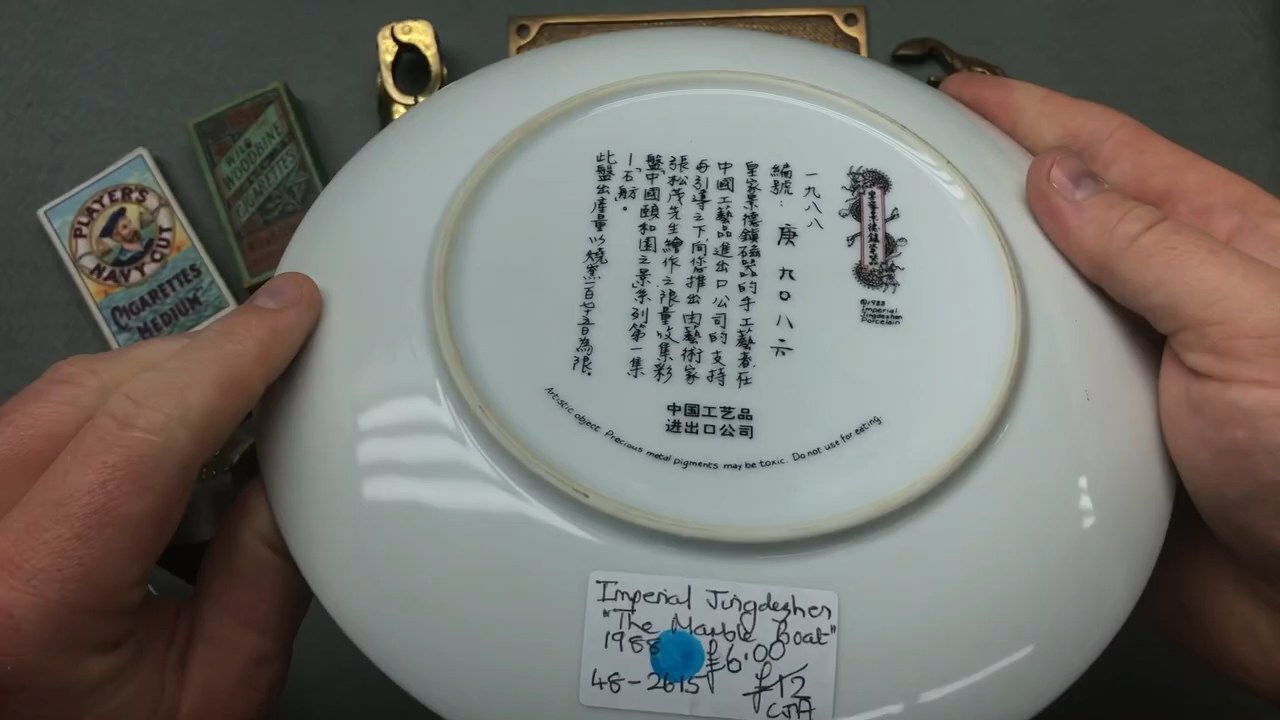 PLAYER'S
NAVY CUT
CIGARETTES
MEDIUM
WILD
WOODBINE
CIGARETTES
©1988
Imperial
Jingdezhen
Porcelain
一九八八
編號：庚九〇八六
皇家景德鎮磁器的手工藝者在
中國工藝品進出口公司的支持
与引導之下同您推出由藝術家
張松茂先生繪作之限量收集彩
盤"中國頤和園之景系列第一集
-"石舫"。
此盤出產量以燒窯一百七十五日為限。
中国工艺品
进出口公司
Artistic object. Precious metal pigments may be toxic. Do not use for eating.
Imperial Jingdezhen
"The Marble Boat"
1988 £6.00
48-2615 £12
CJA